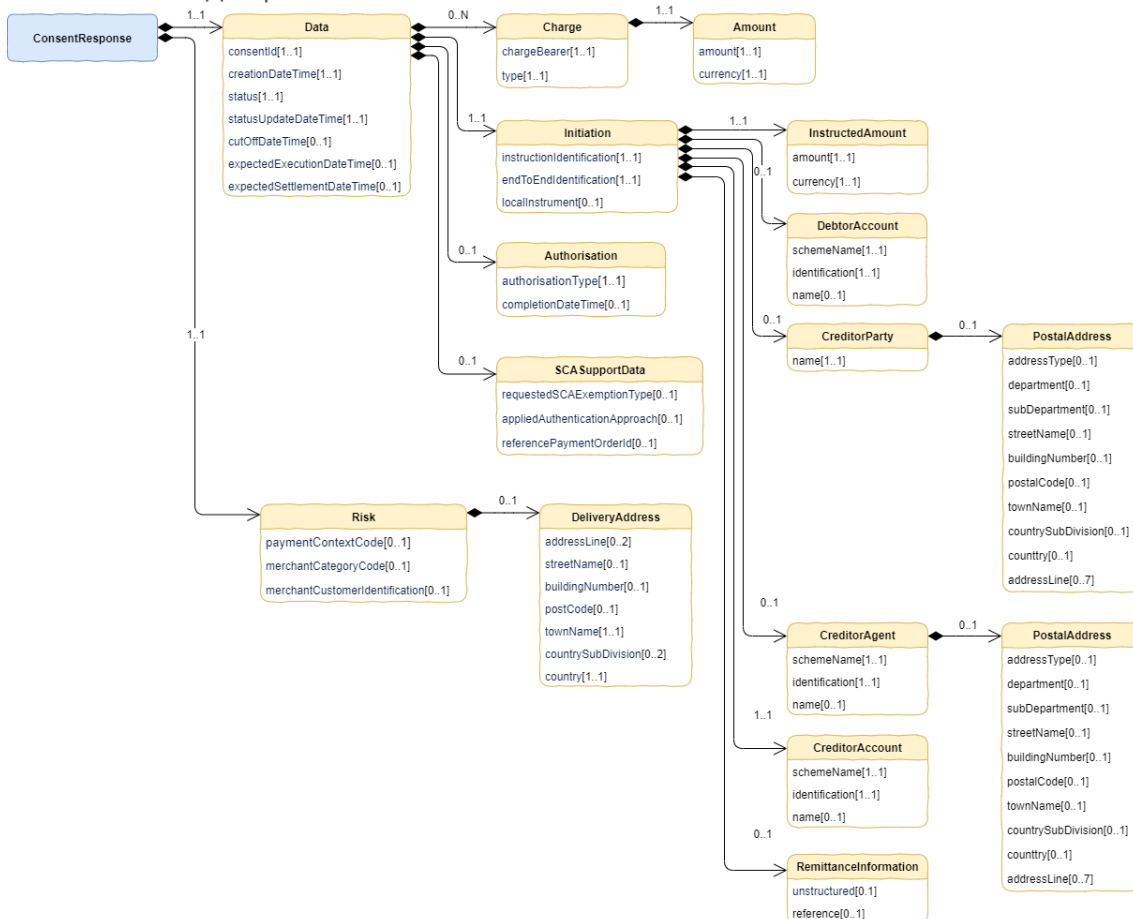 ConsentResponse
1..1
Data
consentId[1..1]
creationDateTime[1..1]
status[1..1]
statusUpdateDateTime[1..1]
cutOffDateTime[0..1]
expectedExecutionDateTime[0..1]
expectedSettlementDateTime[0..1]
0..N
Charge
chargeBearer[1..1]
type[1..1]
1..1
Amount
amount[1..1]
currency[1..1]
1..1
Initiation
instructionIdentification[1..1]
endToEndIdentification[1..1]
localInstrument[0..1]
1..1
InstructedAmount
amount[1..1]
currency[1..1]
0..1
DebtorAccount
schemeName[1..1]
identification[1..1]
name[0..1]
0..1
Authorisation
authorisationType[1..1]
completionDateTime[0..1]
0..1
CreditorParty
name[1..1]
0..1
PostalAddress
addressType[0..1]
department[0..1]
subDepartment[0..1]
streetName[0..1]
buildingNumber[0..1]
postalCode[0..1]
townName[0..1]
countrySubDivision[0..1]
counttry[0..1]
addressLine[0..7]
0..1
SCASupportData
requestedSCAExemptionType[0..1]
appliedAuthenticationApproach[0..1]
referencePaymentOrderId[0..1]
1..1
Risk
paymentContextCode[0..1]
merchantCategoryCode[0..1]
merchantCustomerIdentification[0..1]
0..1
DeliveryAddress
addressLine[0..2]
streetName[0..1]
buildingNumber[0..1]
postCode[0..1]
townName[1..1]
countrySubDivision[0..2]
country[1..1]
0..1
CreditorAgent
schemeName[1..1]
identification[1..1]
name[0..1]
0..1
PostalAddress
addressType[0..1]
department[0..1]
subDepartment[0..1]
streetName[0..1]
buildingNumber[0..1]
postalCode[0..1]
townName[0..1]
countrySubDivision[0..1]
counttry[0..1]
addressLine[0..7]
1..1
CreditorAccount
schemeName[1..1]
identification[1..1]
name[0..1]
0..1
RemittanceInformation
unstructured[0.1]
reference[0..1]